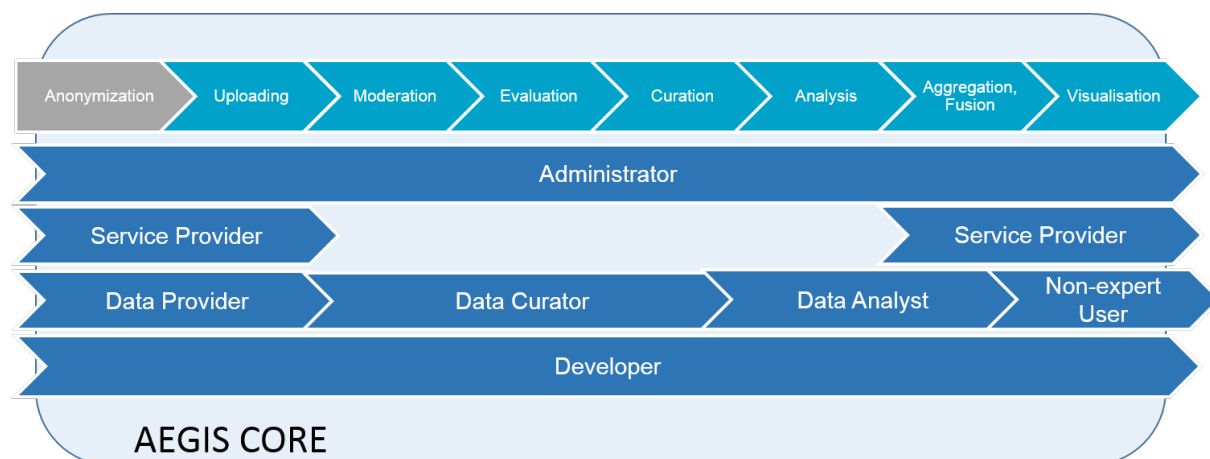 Anonymization
Uploading
Moderation
Evaluation
Curation
Analysis
Aggregation,
Fusion
Visualisation
Administrator
Service Provider
Service Provider
Data Provider
Data Curator
Data Analyst
Non-expert
User
Developer
AEGIS CORE